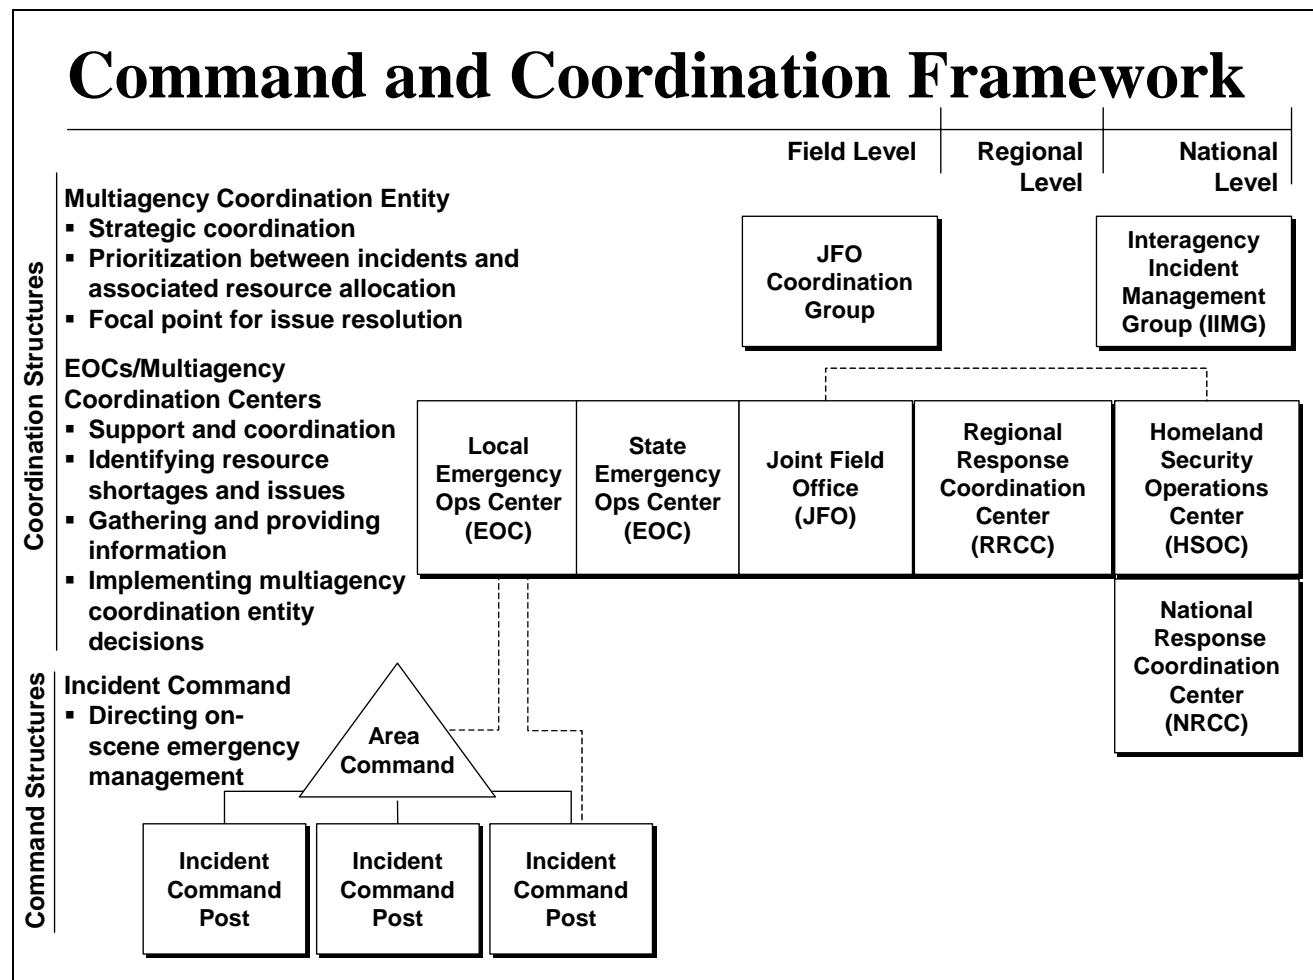 Command and Coordination Framework
Field Level
Regional
Level
National
Level
Coordination Structures
Multiagency Coordination Entity
▪ Strategic coordination
▪ Prioritization between incidents and
associated resource allocation
▪ Focal point for issue resolution
JFO
Coordination
Group
Interagency
Incident
Management
Group (IIMG)
EOCs/Multiagency
Coordination Centers
▪ Support and coordination
▪ Identifying resource
shortages and issues
▪ Gathering and providing
information
▪ Implementing multiagency
coordination entity
decisions
Local
Emergency
Ops Center
(EOC)
State
Emergency
Ops Center
(EOC)
Joint Field
Office
(JFO)
Regional
Response
Coordination
Center
(RRCC)
Homeland
Security
Operations
Center
(HSOC)
National
Response
Coordination
Center
(NRCC)
Command Structures
Incident Command
▪ Directing on-
scene emergency
management
Area
Command
Incident
Command
Post
Incident
Command
Post
Incident
Command
Post